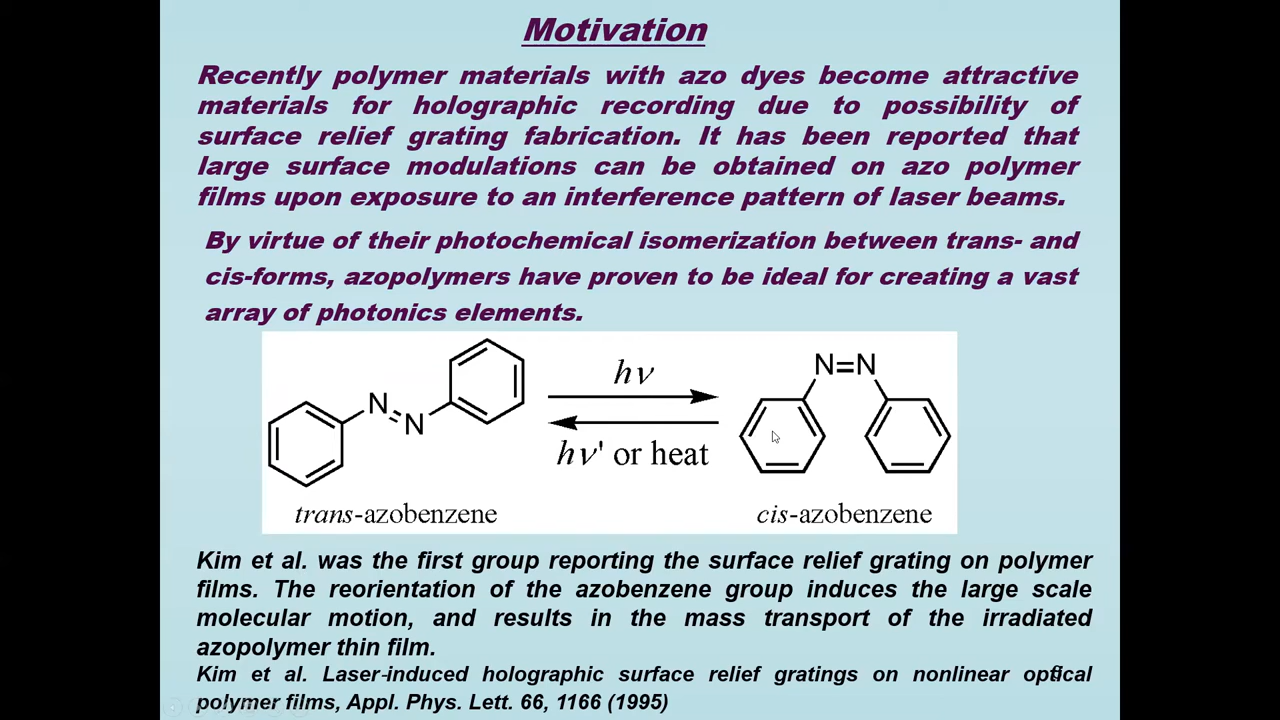 Motivation
Recently polymer materials with azo dyes become attractive
materials for holographic recording due to possibility of
surface relief grating fabrication. It has been reported that
large surface modulations can be obtained on azo polymer
films upon exposure to an interference pattern of laser beams.
By virtue of their photochemical isomerization between trans- and
cis-forms, azopolymers have proven to be ideal for creating a vast
array of photonics elements.
N=N
hν
hν' or heat
N=N
trans-azobenzene
cis-azobenzene
Kim et al. was the first group reporting the surface relief grating on polymer
films. The reorientation of the azobenzene group induces the large scale
molecular motion, and results in the mass transport of the irradiated
azopolymer thin film.
Kim et al. Laser-induced holographic surface relief gratings on nonlinear optical
polymer films, Appl. Phys. Lett. 66, 1166 (1995)